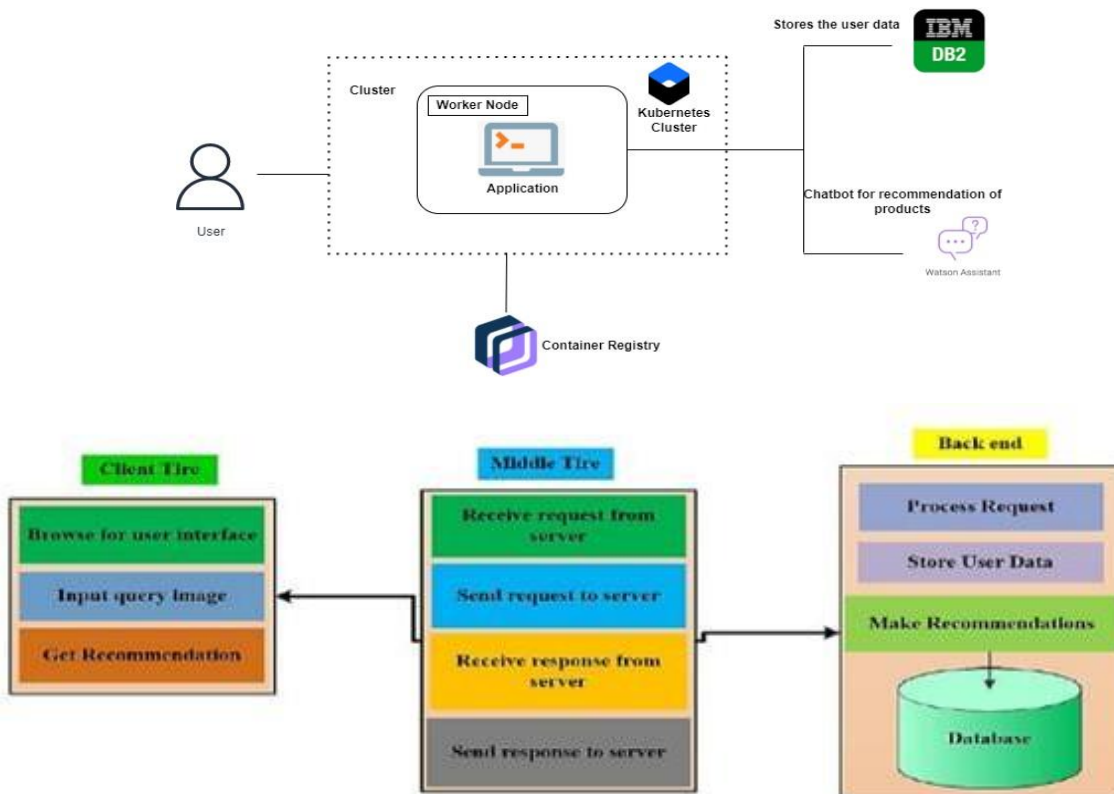 Stores the user data
IBM
DB2
Cluster
Worker Node
Kubernetes
Cluster
Application
User
Chatbot for recommendation of
products
?
Watson Assistant
Container Registry
Client Tire
Middle Tire
Back end
Browse for user interface
Input query Image
Get Recommendation
Receive request from
server
Send request to server
Receive response from
server
Send response to server
Process Request
Store User Data
Make Recommendations
Database